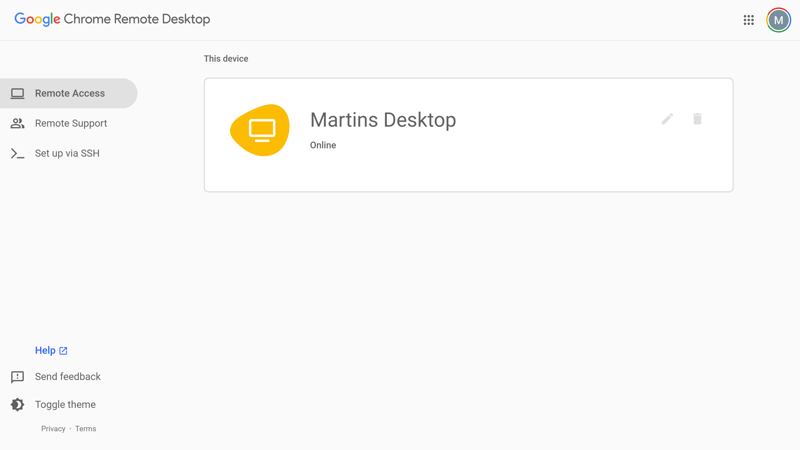 Google Chrome Remote Desktop
M
This device
Remote Access
Remote Support
Set up via SSH
Martins Desktop
Online
Help
Send feedback
Toggle theme
Privacy · Terms